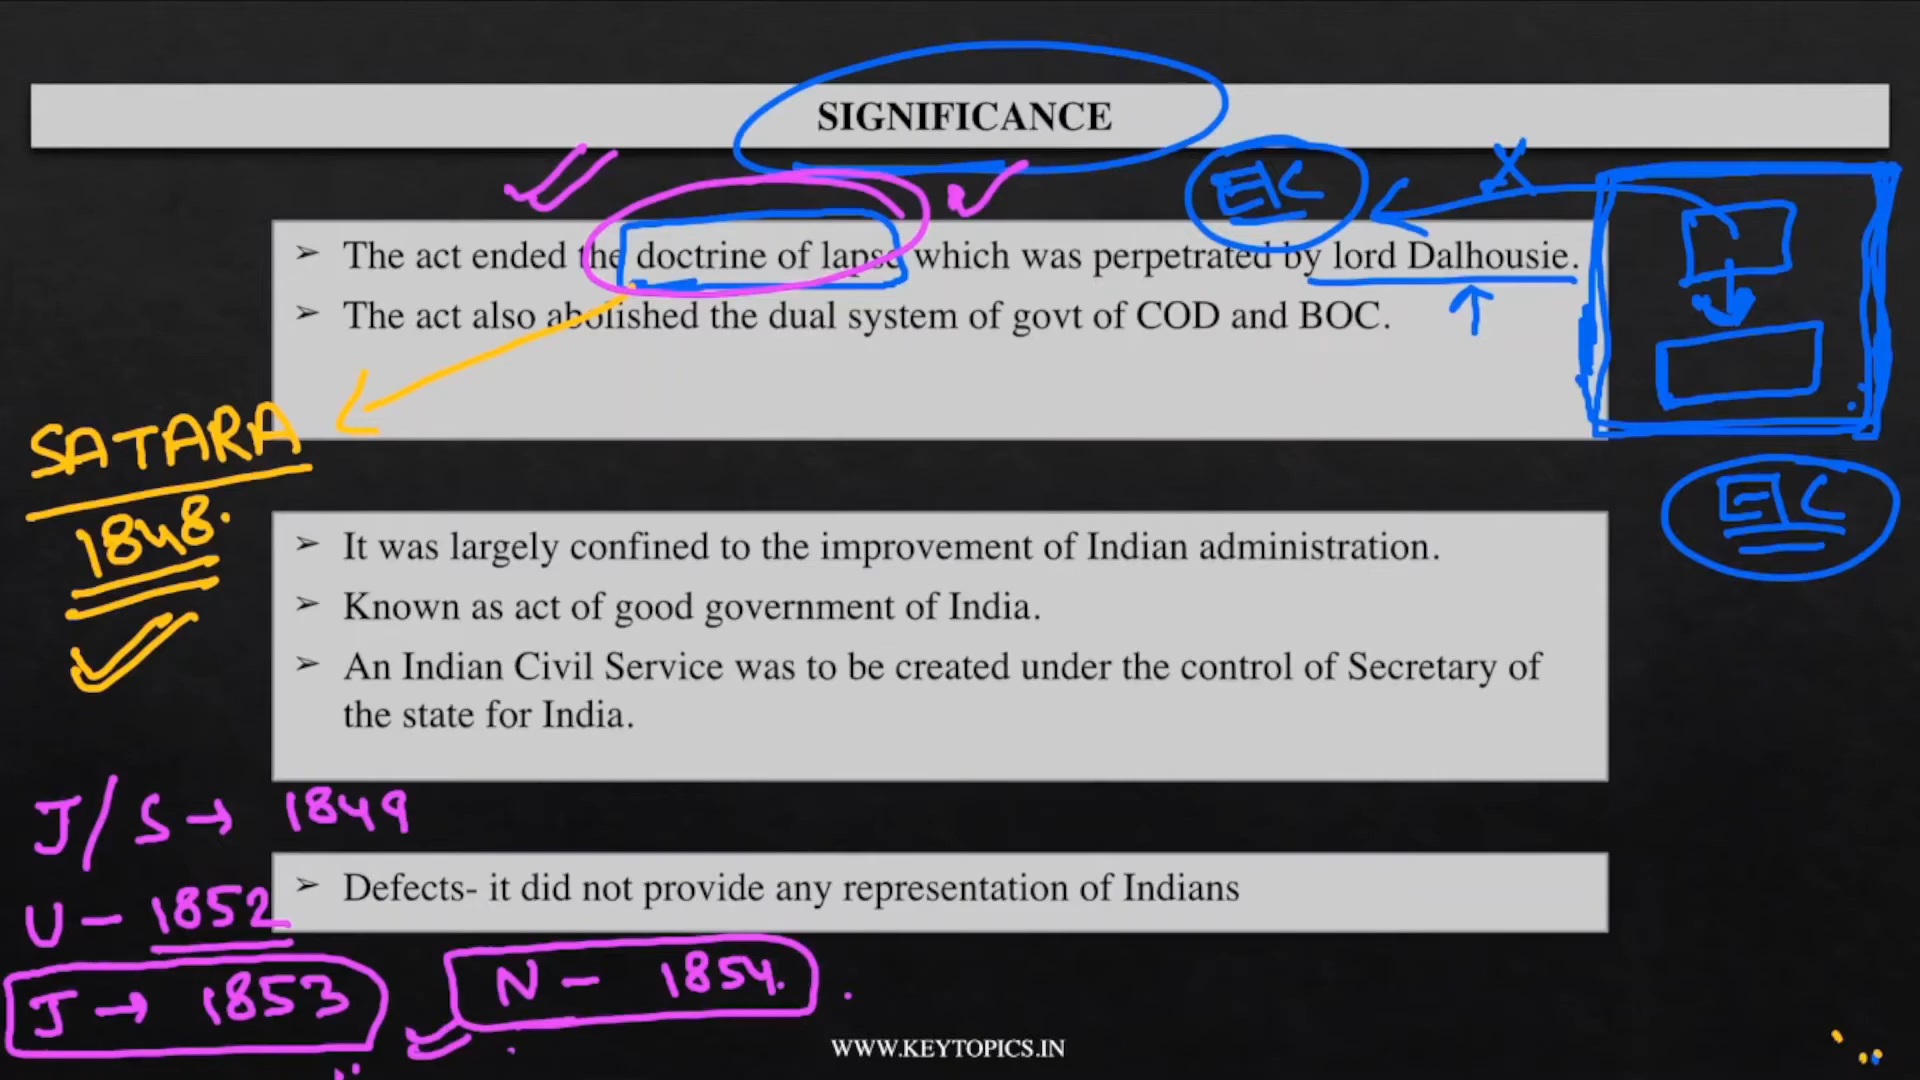 SIGNIFICANCE
EIC
X
➢ The act ended the doctrine of lapse which was perpetrated by lord Dalhousie.
➢ The act also abolished the dual system of govt of COD and BOC.
SATARA
1848.
EIC
➢ It was largely confined to the improvement of Indian administration.
➢ Known as act of good government of India.
➢ An Indian Civil Service was to be created under the control of Secretary of
the state for India.
J/S → 1849
➢ Defects- it did not provide any representation of Indians
U - 1852
J → 1853
N - 1854.
WWW.KEYTOPICS.IN